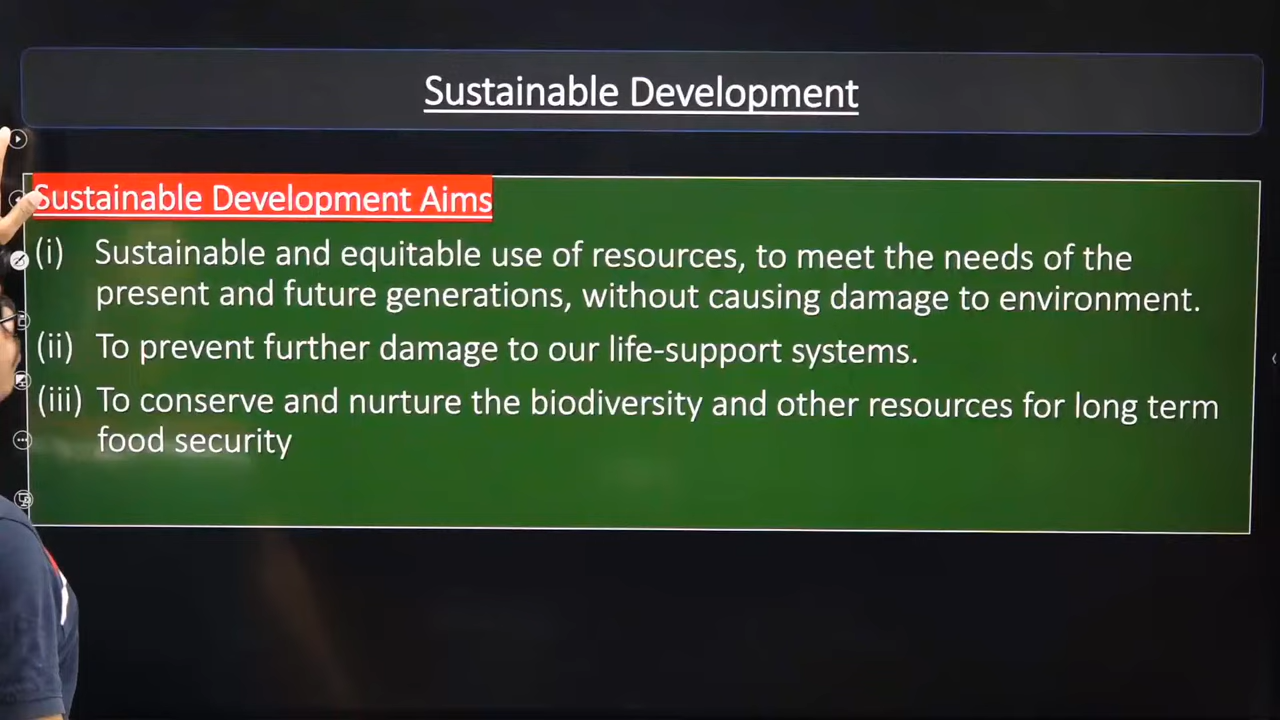 Sustainable Development
Sustainable Development Aims
(i) Sustainable and equitable use of resources, to meet the needs of the
present and future generations, without causing damage to environment.
(ii) To prevent further damage to our life-support systems.
(iii) To conserve and nurture the biodiversity and other resources for long term
food security